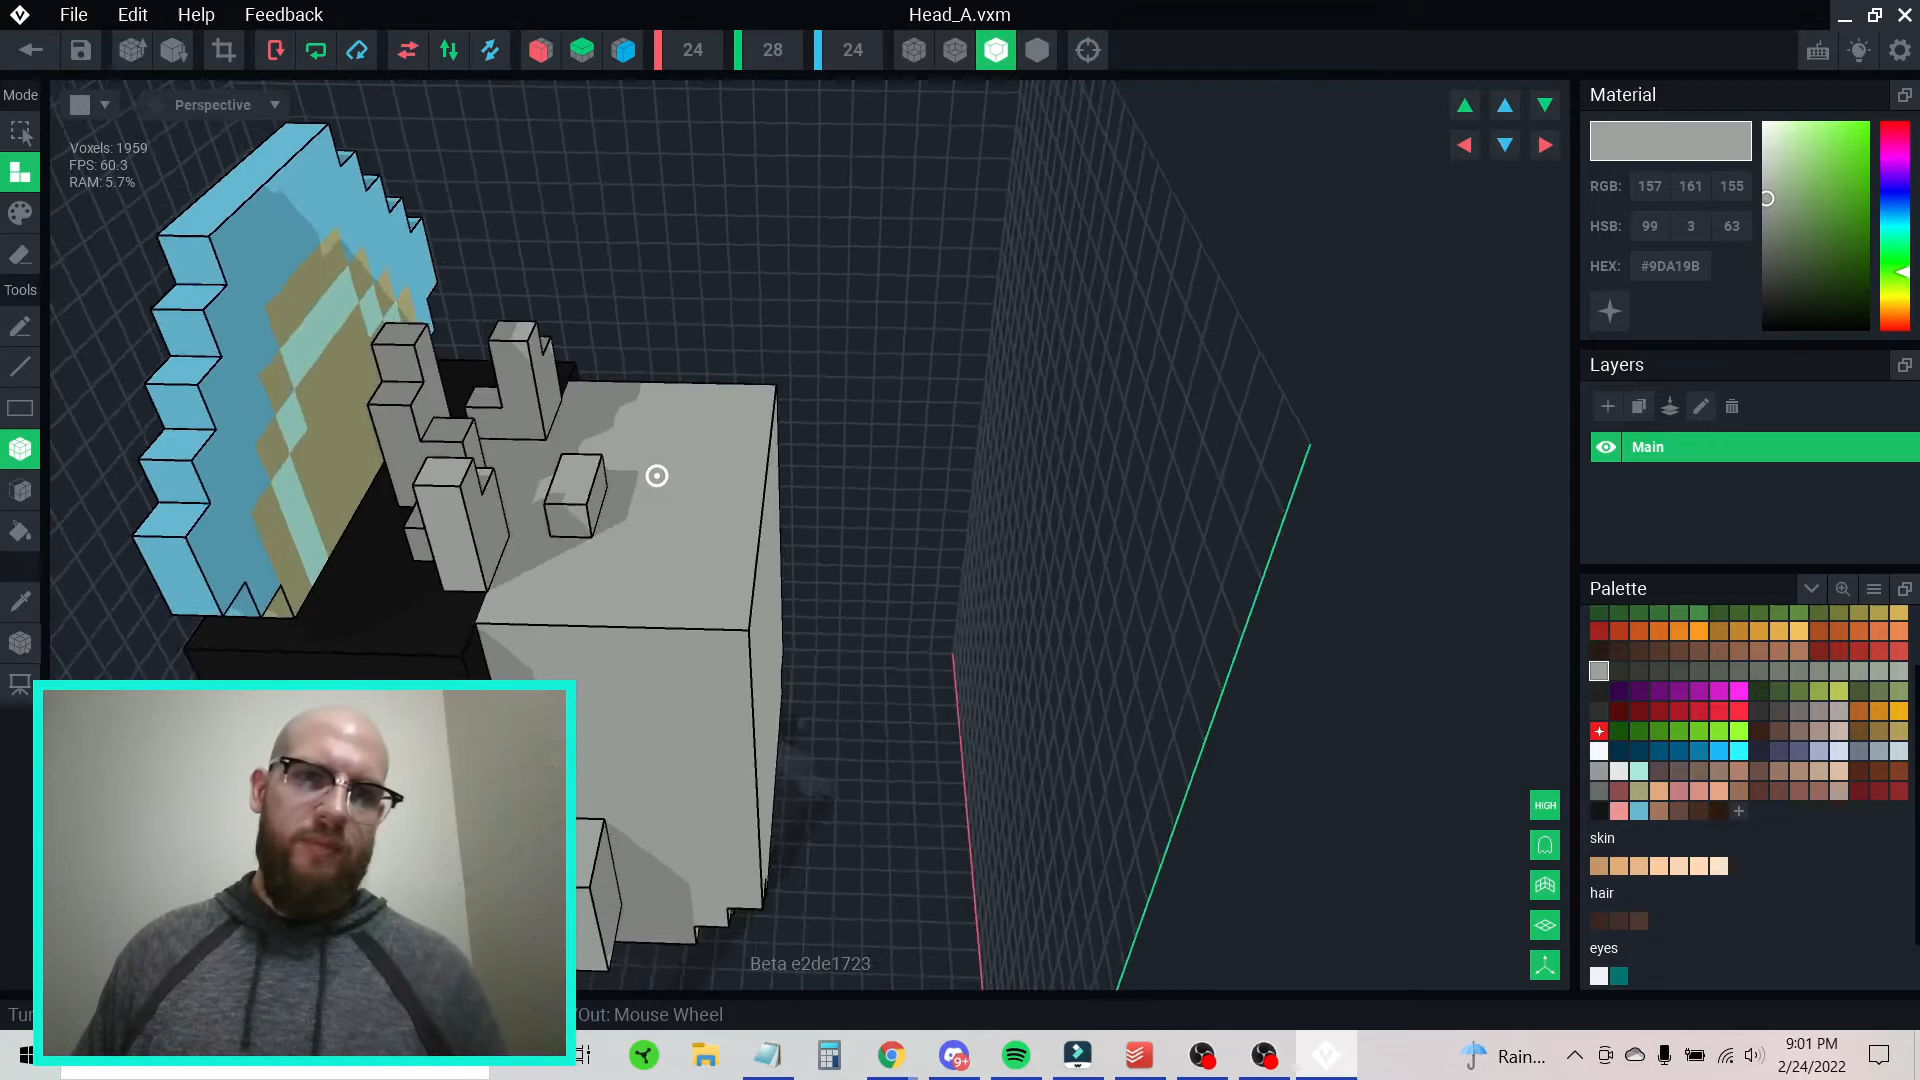 File Edit Help Feedback Head_A.vxm
24 28 24
Mode
Perspective
Voxels: 1959
FPS: 60.3
RAM: 5.7%
Tools
Material
RGB: 157 161 155
HSB: 99 3 63
HEX: #9DA19B
Layers
Main
Palette
skin
hair
eyes
HIGH
Beta e2de1723
/Out: Mouse Wheel
9+
Rain...
9:01 PM
2/24/2022